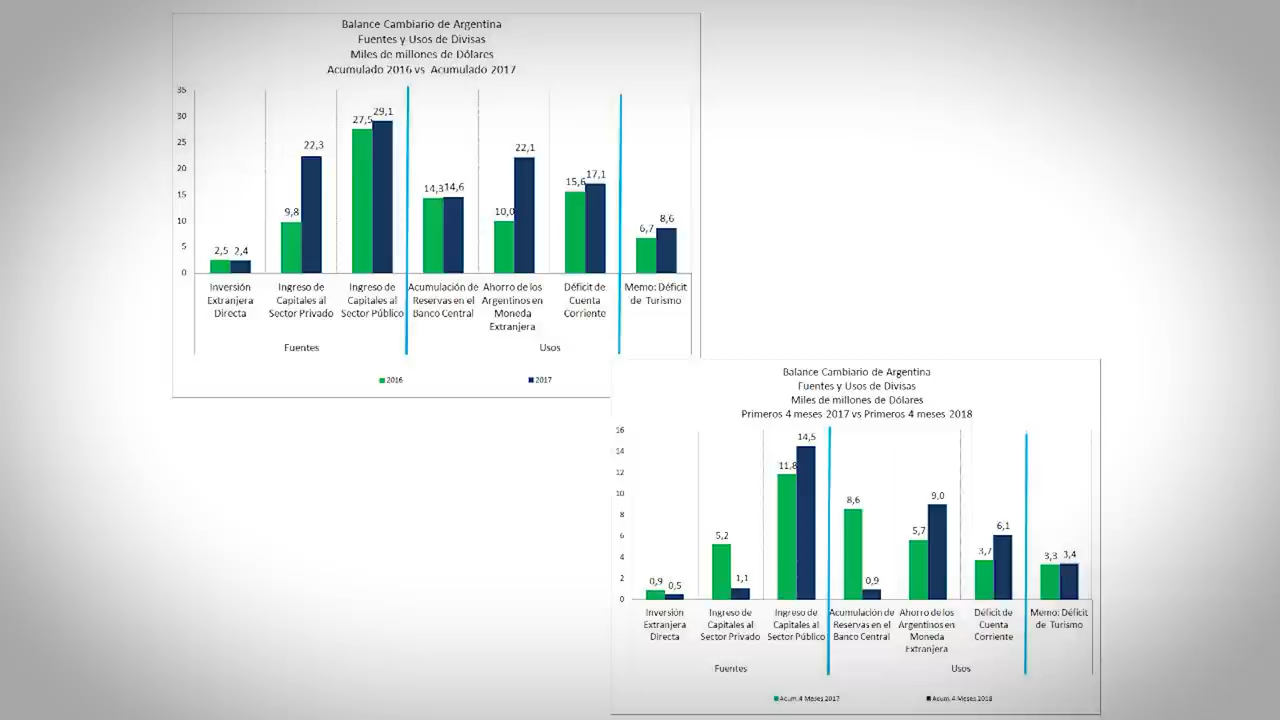 Balance Cambiario de Argentina
Fuentes y Usos de Divisas
Miles de millones de Dólares
Acumulado 2016 vs Acumulado 2017
35
30
25
20
15
10
5
0
2,5 2,4
9,8 22,3
27,5 29,1
14,3 14,6
10,0 22,1
15,6 17,1
6,7 8,6
Inversión
Extranjera
Directa
Ingreso de
Capitales al
Sector Privado
Ingreso de
Capitales al
Sector Público
Acumulación de
Reservas en el
Banco Central
Ahorro de los
Argentinos en
Moneda
Extranjera
Déficit de
Cuenta
Corriente
Memo: Déficit
de Turismo
Fuentes
Usos
2016 2017
Balance Cambiario de Argentina
Fuentes y Usos de Divisas
Miles de millones de Dólares
Primeros 4 meses 2017 vs Primeros 4 meses 2018
16
14
12
10
8
6
4
2
0
0,9 0,5
5,2 1,1
11,8 14,5
8,6 0,9
5,7 9,0
3,7 6,1
3,3 3,4
Inversión
Extranjera
Directa
Ingreso de
Capitales al
Sector Privado
Ingreso de
Capitales al
Sector Público
Acumulación de
Reservas en el
Banco Central
Ahorro de los
Argentinos en
Moneda
Extranjera
Déficit de
Cuenta
Corriente
Memo: Déficit
de Turismo
Fuentes
Usos
Acum.4 Meses 2017 Acum.4 Meses 2018